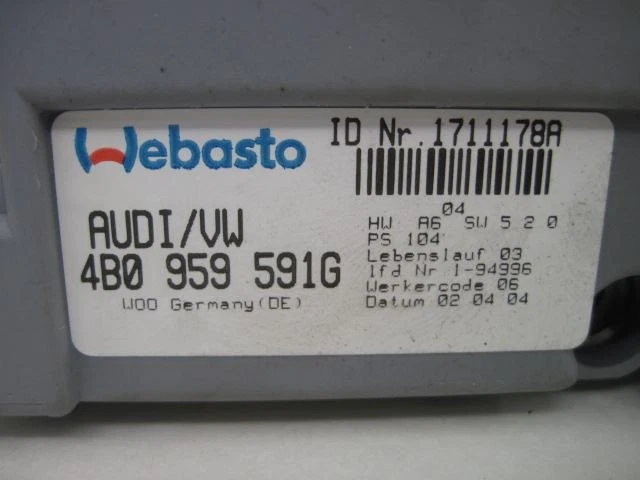 Webasto
ID Nr. 1711178A
AUDI/VW
4B0 959 591G
WOO Germany(DE)
04
HW A6 SW 5 2 0
PS 104
Lebenslauf 03
lfd Nr 1-94996
Werkercode 06
Datum 02 04 04